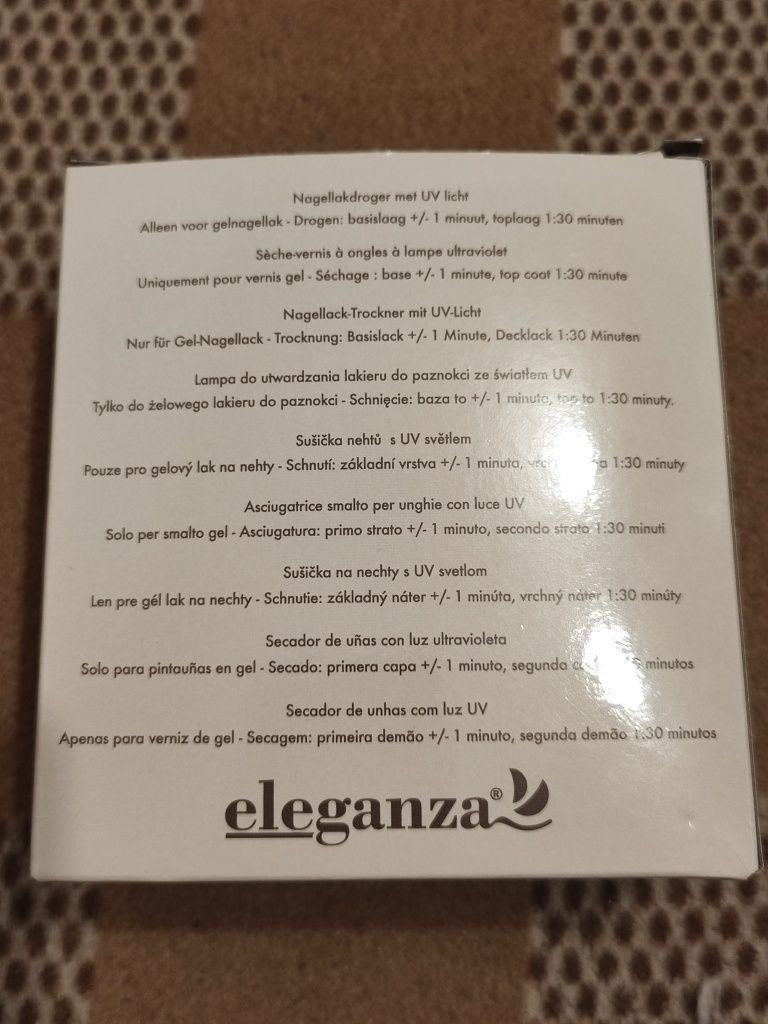 Nagellakdroger met UV licht
Alleen voor gelnagellak - Drogen: basislaag +/- 1 minuut, toplaag 1:30 minuten
Sèche-vernis à ongles à lampe ultraviolet
Uniquement pour vernis gel - Séchage : base +/- 1 minute, top coat 1:30 minute
Nagellack-Trockner mit UV-Licht
Nur für Gel-Nagellack - Trocknung: Basislack +/- 1 Minute, Decklack 1:30 Minuten
Lampa do utwardzania lakieru do paznokci ze światłem UV
Tylko do żelowego lakieru do paznokci - Schnięcie: baza to +/- 1 minuta, top to 1:30 minuty.
Sušička nehtů s UV světlem
Pouze pro gelový lak na nehty - Schnutí: základní vrstva +/- 1 minuta, 1:30 minuty
Asciugatrice smalto per unghie con luce UV
Solo per smalto gel - Asciugatura: primo strato +/- 1 minuto, secondo strato 1:30 minuti
Sušička na nechty s UV svetlom
Len pre gél lak na nechty - Schnutie: základný náter +/- 1 minúta, vrchný náter 1:30 minúty
Secador de uñas con luz ultravioleta
Solo para pintauñas en gel - Secado: primera capa +/- 1 minuto, segunda minutos
Secador de unhas com luz UV
Apenas para verniz de gel - Secagem: primeira demão +/- 1 minuto, segunda demão 1:30 minutos
eleganza®